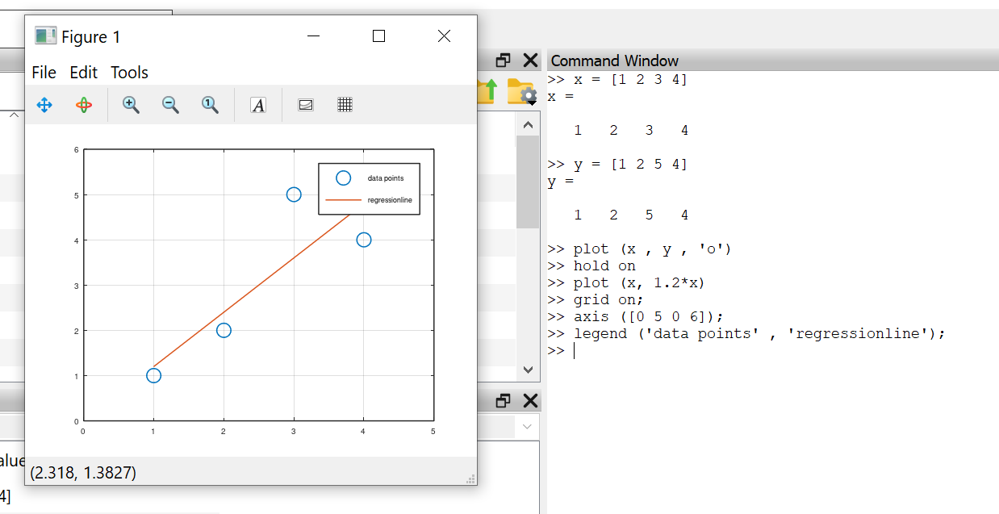 Figure 1
File Edit Tools
1
A
6
5
4
3
2
1
0
0 1 2 3 4 5
data points
regressionline
(2.318, 1.3827)
alue
4]
Command Window
>> x = [1 2 3 4]
x =
1 2 3 4
>> y = [1 2 5 4]
y =
1 2 5 4
>> plot (x , y , 'o')
>> hold on
>> plot (x, 1.2*x)
>> grid on;
>> axis ([0 5 0 6]);
>> legend ('data points' , 'regressionline');
>>